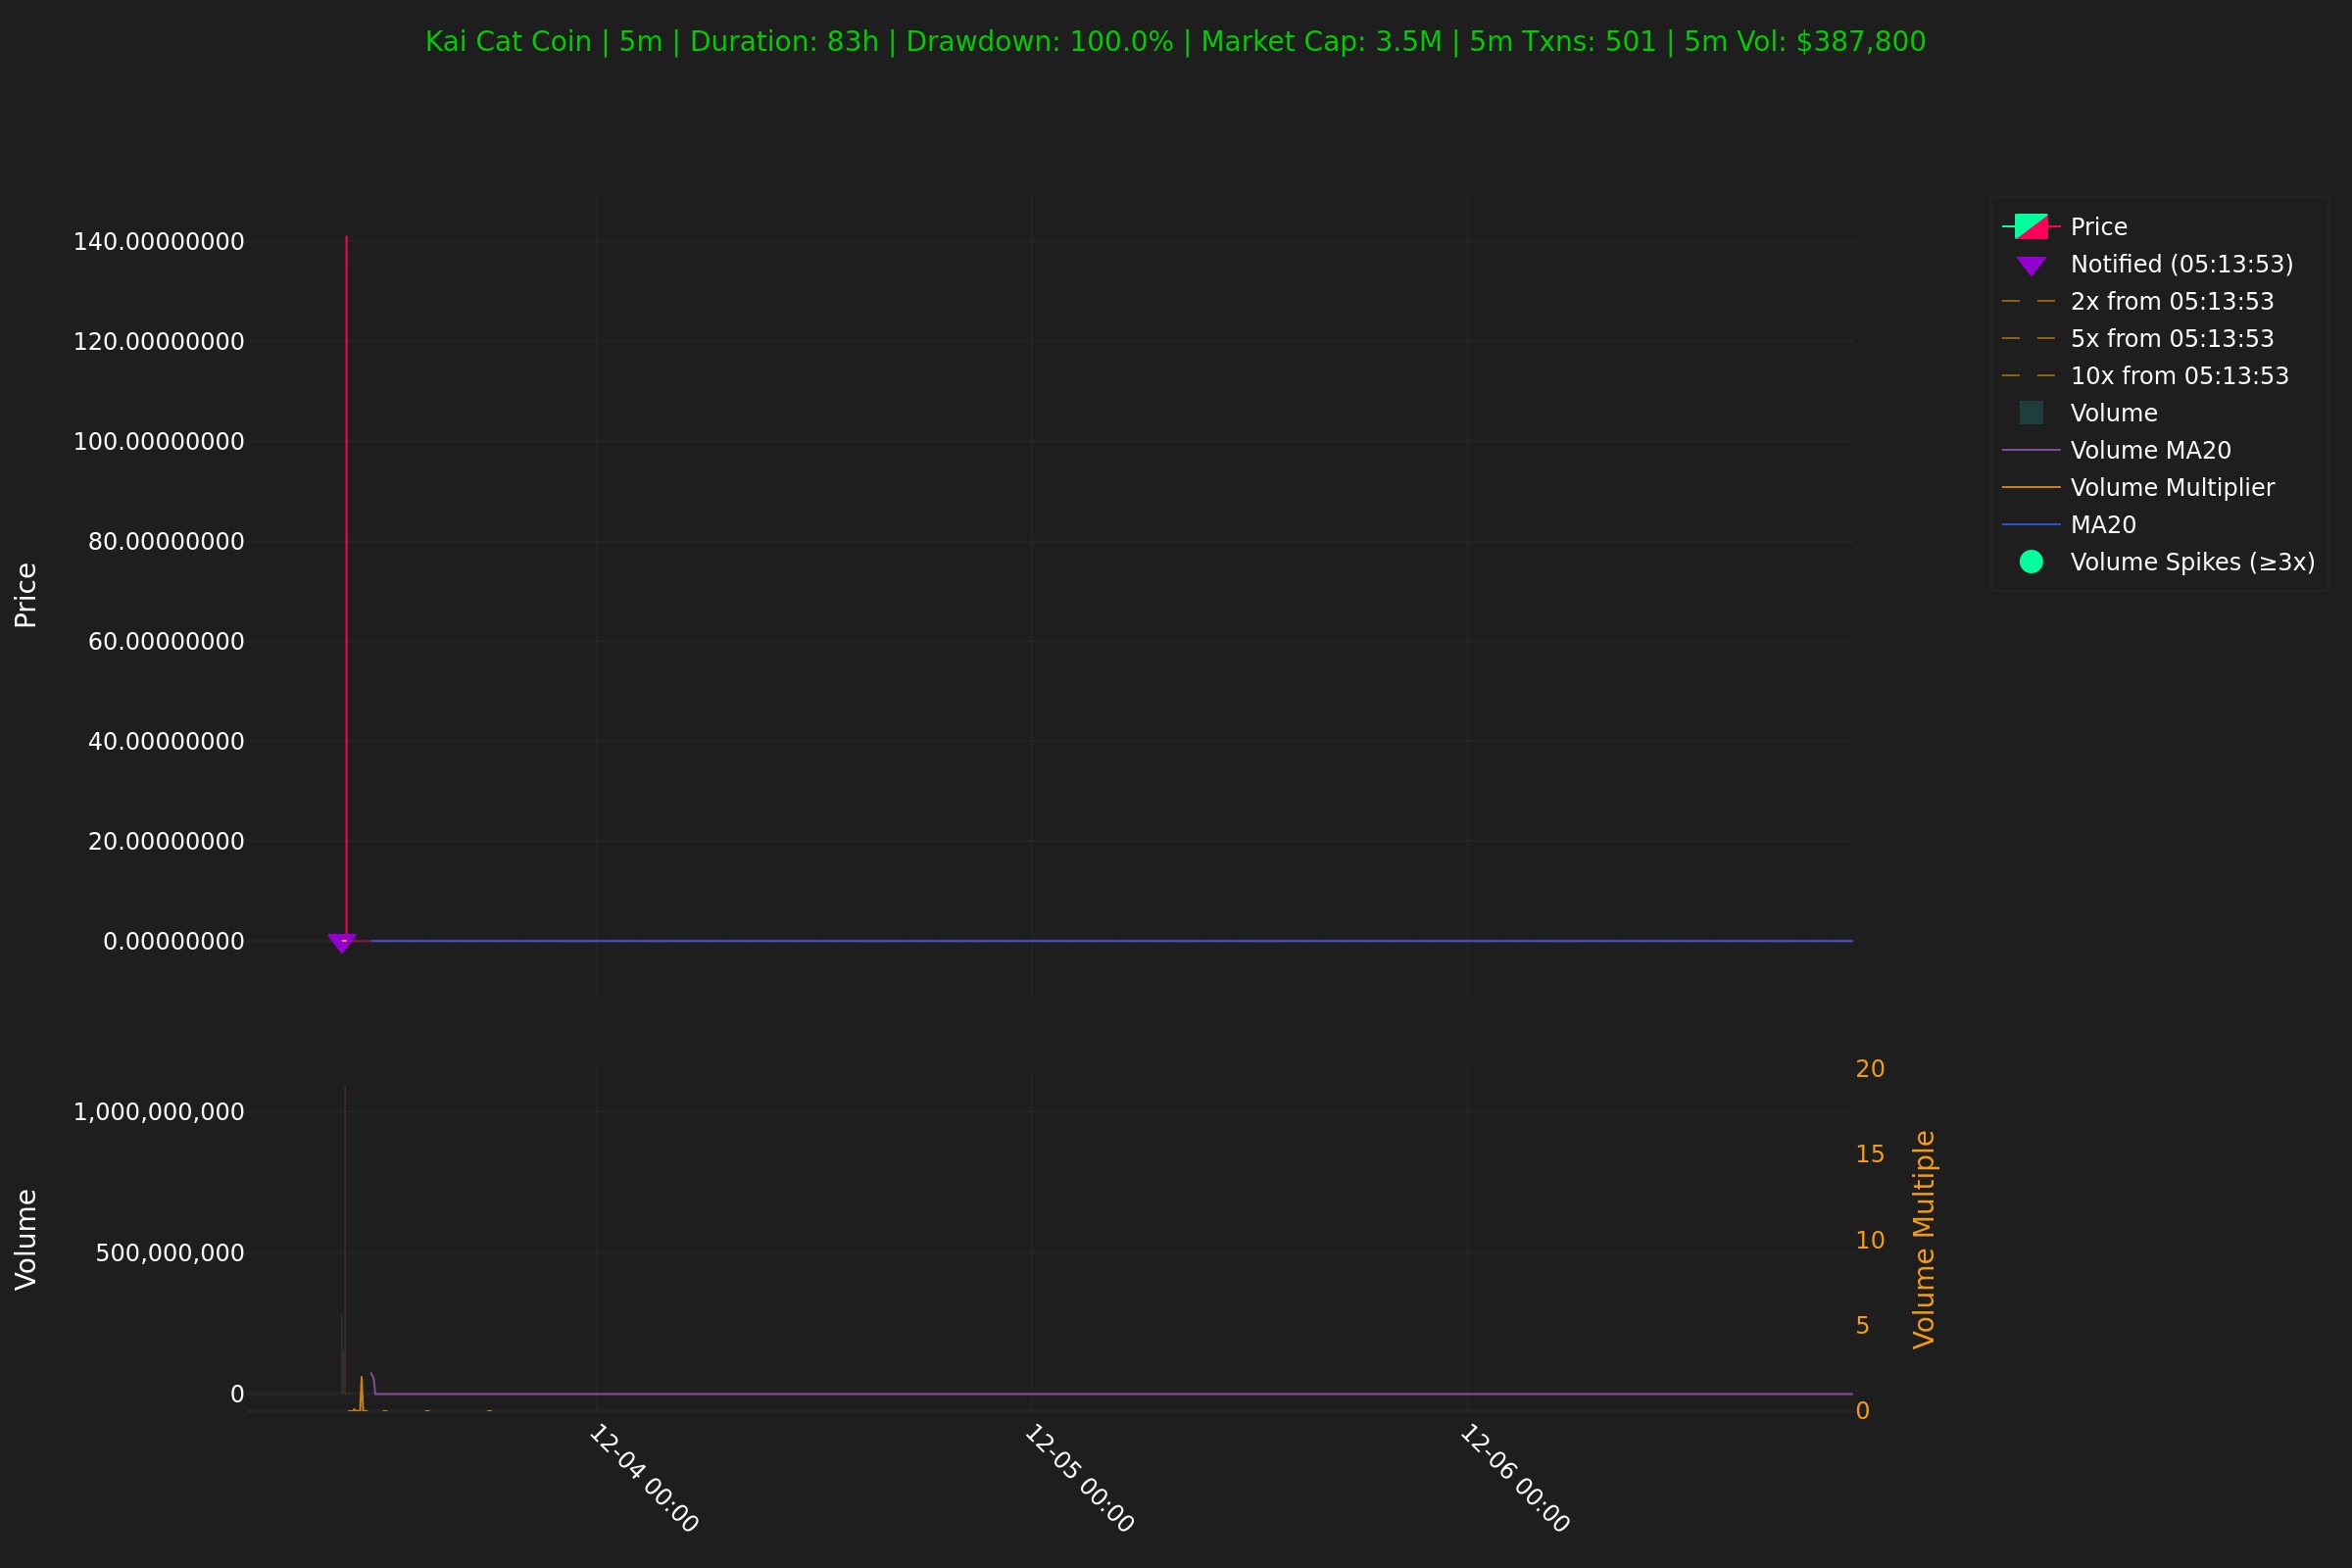 Kai Cat Coin | 5m | Duration: 83h | Drawdown: 100.0% | Market Cap: 3.5M | 5m Txns: 501 | 5m Vol: $387,800
Price
140.00000000
120.00000000
100.00000000
80.00000000
60.00000000
40.00000000
20.00000000
0.00000000
Price
Notified (05:13:53)
2x from 05:13:53
5x from 05:13:53
10x from 05:13:53
Volume
Volume MA20
Volume Multiplier
MA20
Volume Spikes (≥3x)
Volume
1,000,000,000
500,000,000
0
20
15
10
5
0
Volume Multiple
12-04 00:00
12-05 00:00
12-06 00:00